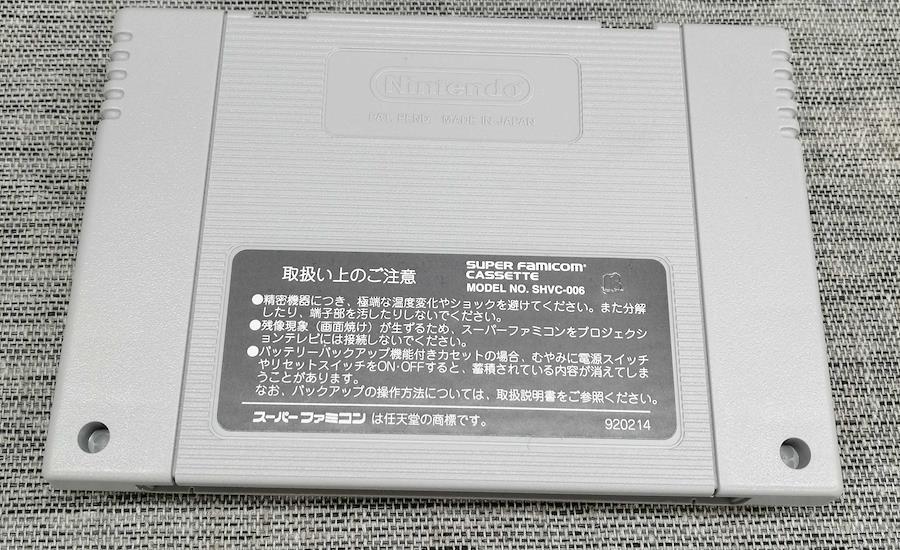 Nintendo
PAT. PEND. MADE IN JAPAN
取扱い上のご注意
SUPER FAMICOM
CASSETTE
MODEL NO. SHVC-006
●精密機器につき、極端な温度変化やショックを避けてください。また分解
したり、端子部を汚したりしないでください。
●残像現象（画面焼け）が生ずるため、スーパーファミコンをプロジェクシ
ョンテレビには接続しないでください。
●バッテリーバックアップ機能付きカセットの場合、むやみに電源スイッチ
やリセットスイッチをON·OFFすると、蓄積されている内容が消えてしま
うことがあります。
なお、バックアップの操作方法については、取扱説明書をご参照ください。
スーパーファミコン は任天堂の商標です。
920214